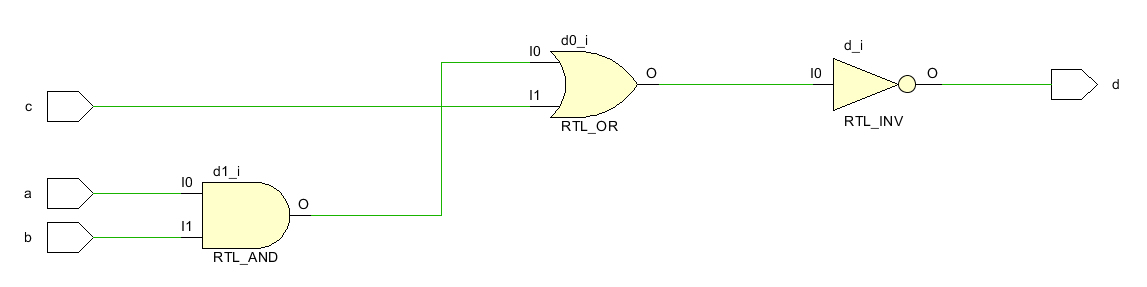 d0_i
I0
I1
O
RTL_OR
d_i
I0
O
RTL_INV
d
c
a
b
d1_i
I0
I1
O
RTL_AND